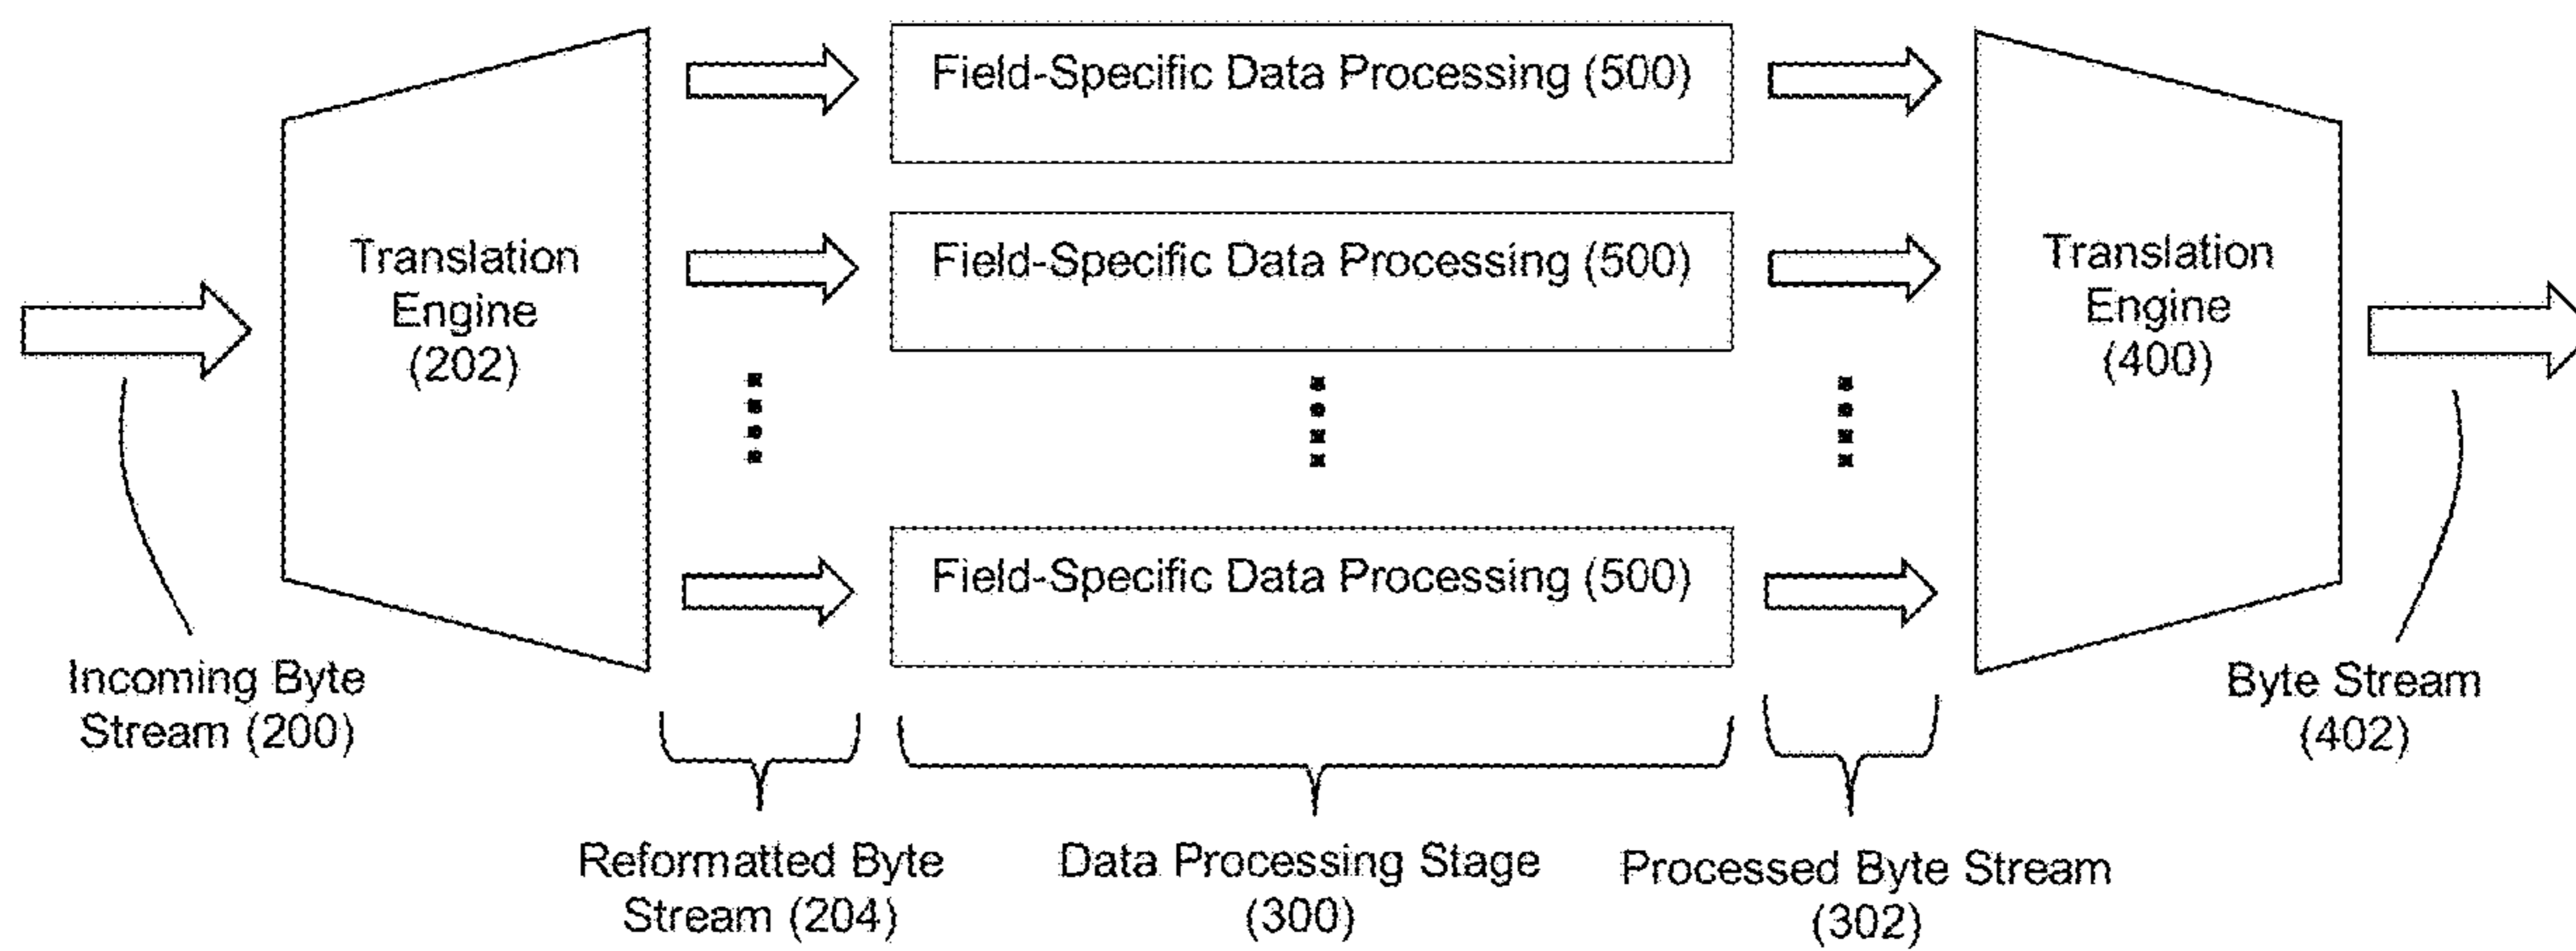 Field-Specific Data Processing (500)
Translation
Engine
(202)
Field-Specific Data Processing (500)
Translation
Engine
(400)
Field-Specific Data Processing (500)
Incoming Byte
Stream (200)
Byte Stream
(402)
Reformatted Byte
Stream (204)
Data Processing Stage
(300)
Processed Byte Stream
(302)